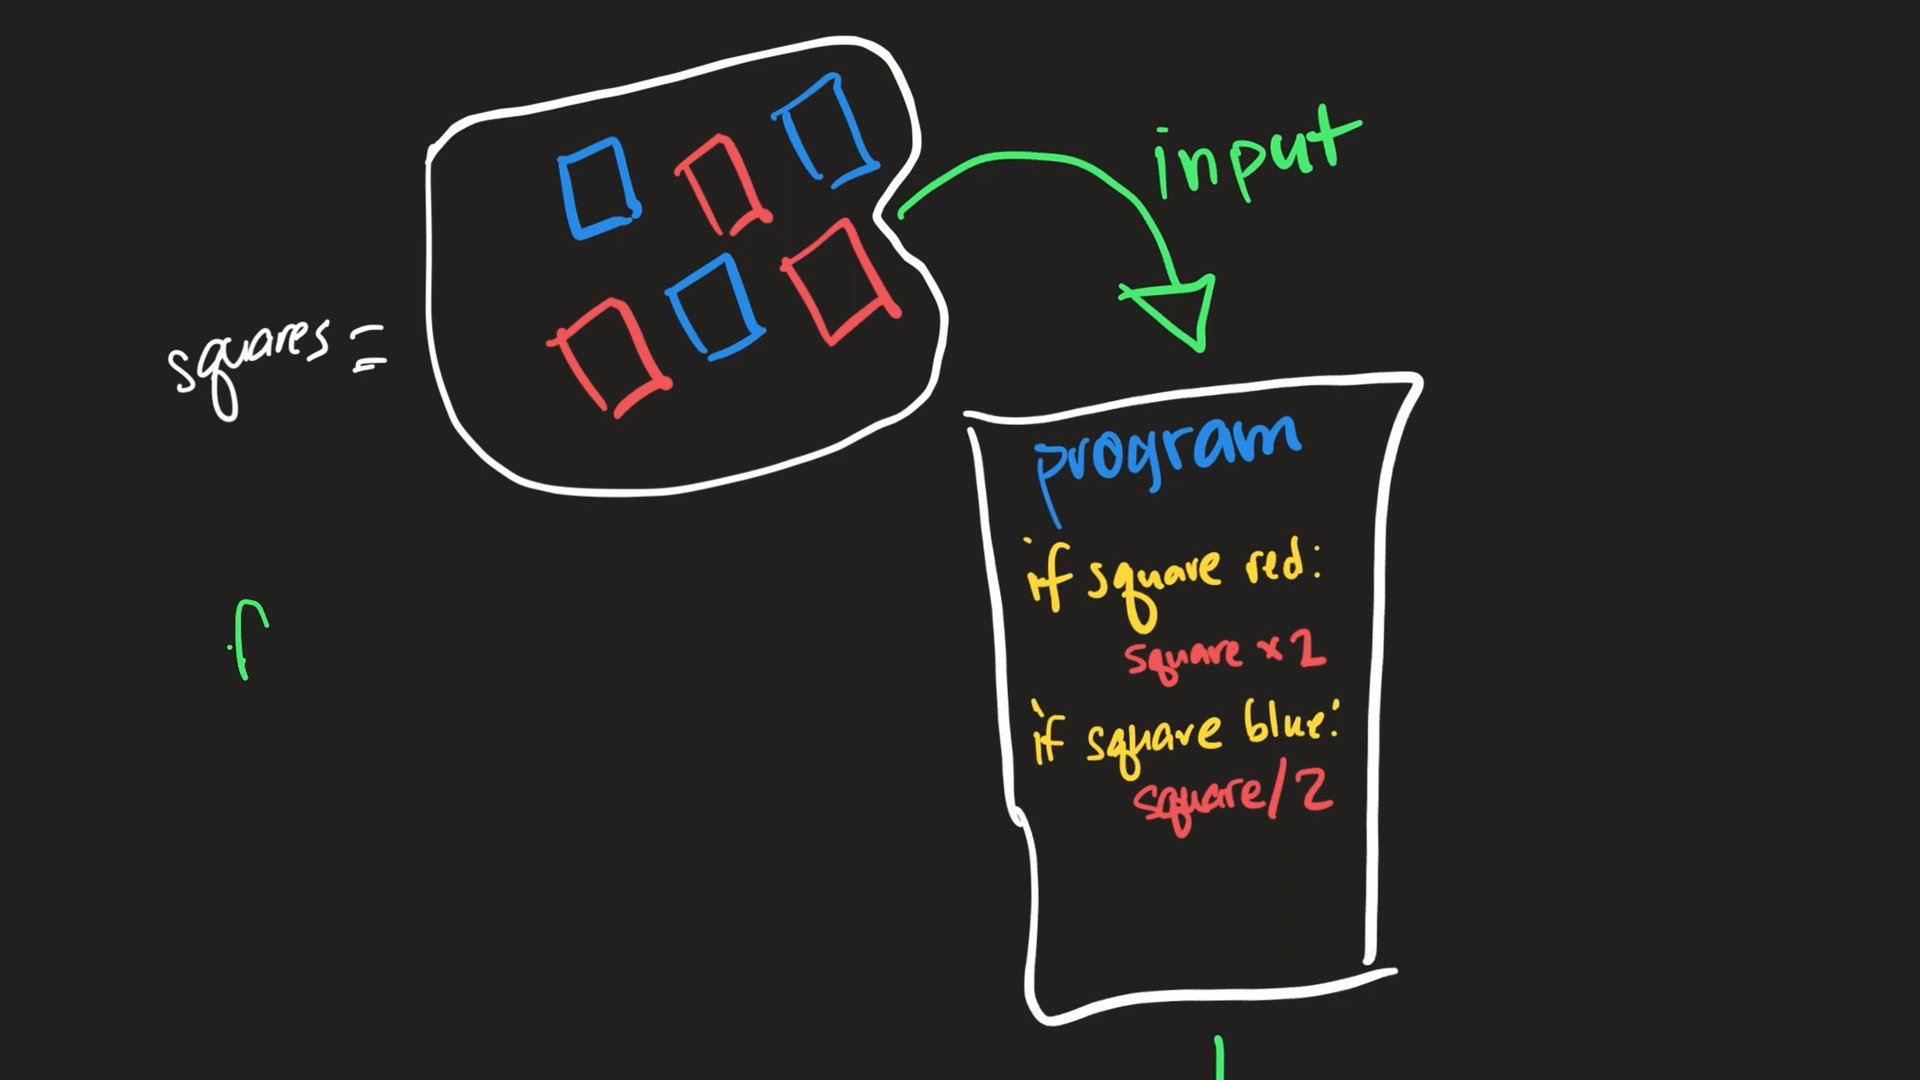 input
squares =
program
if square red:
square x 2
if square blue:
square/2